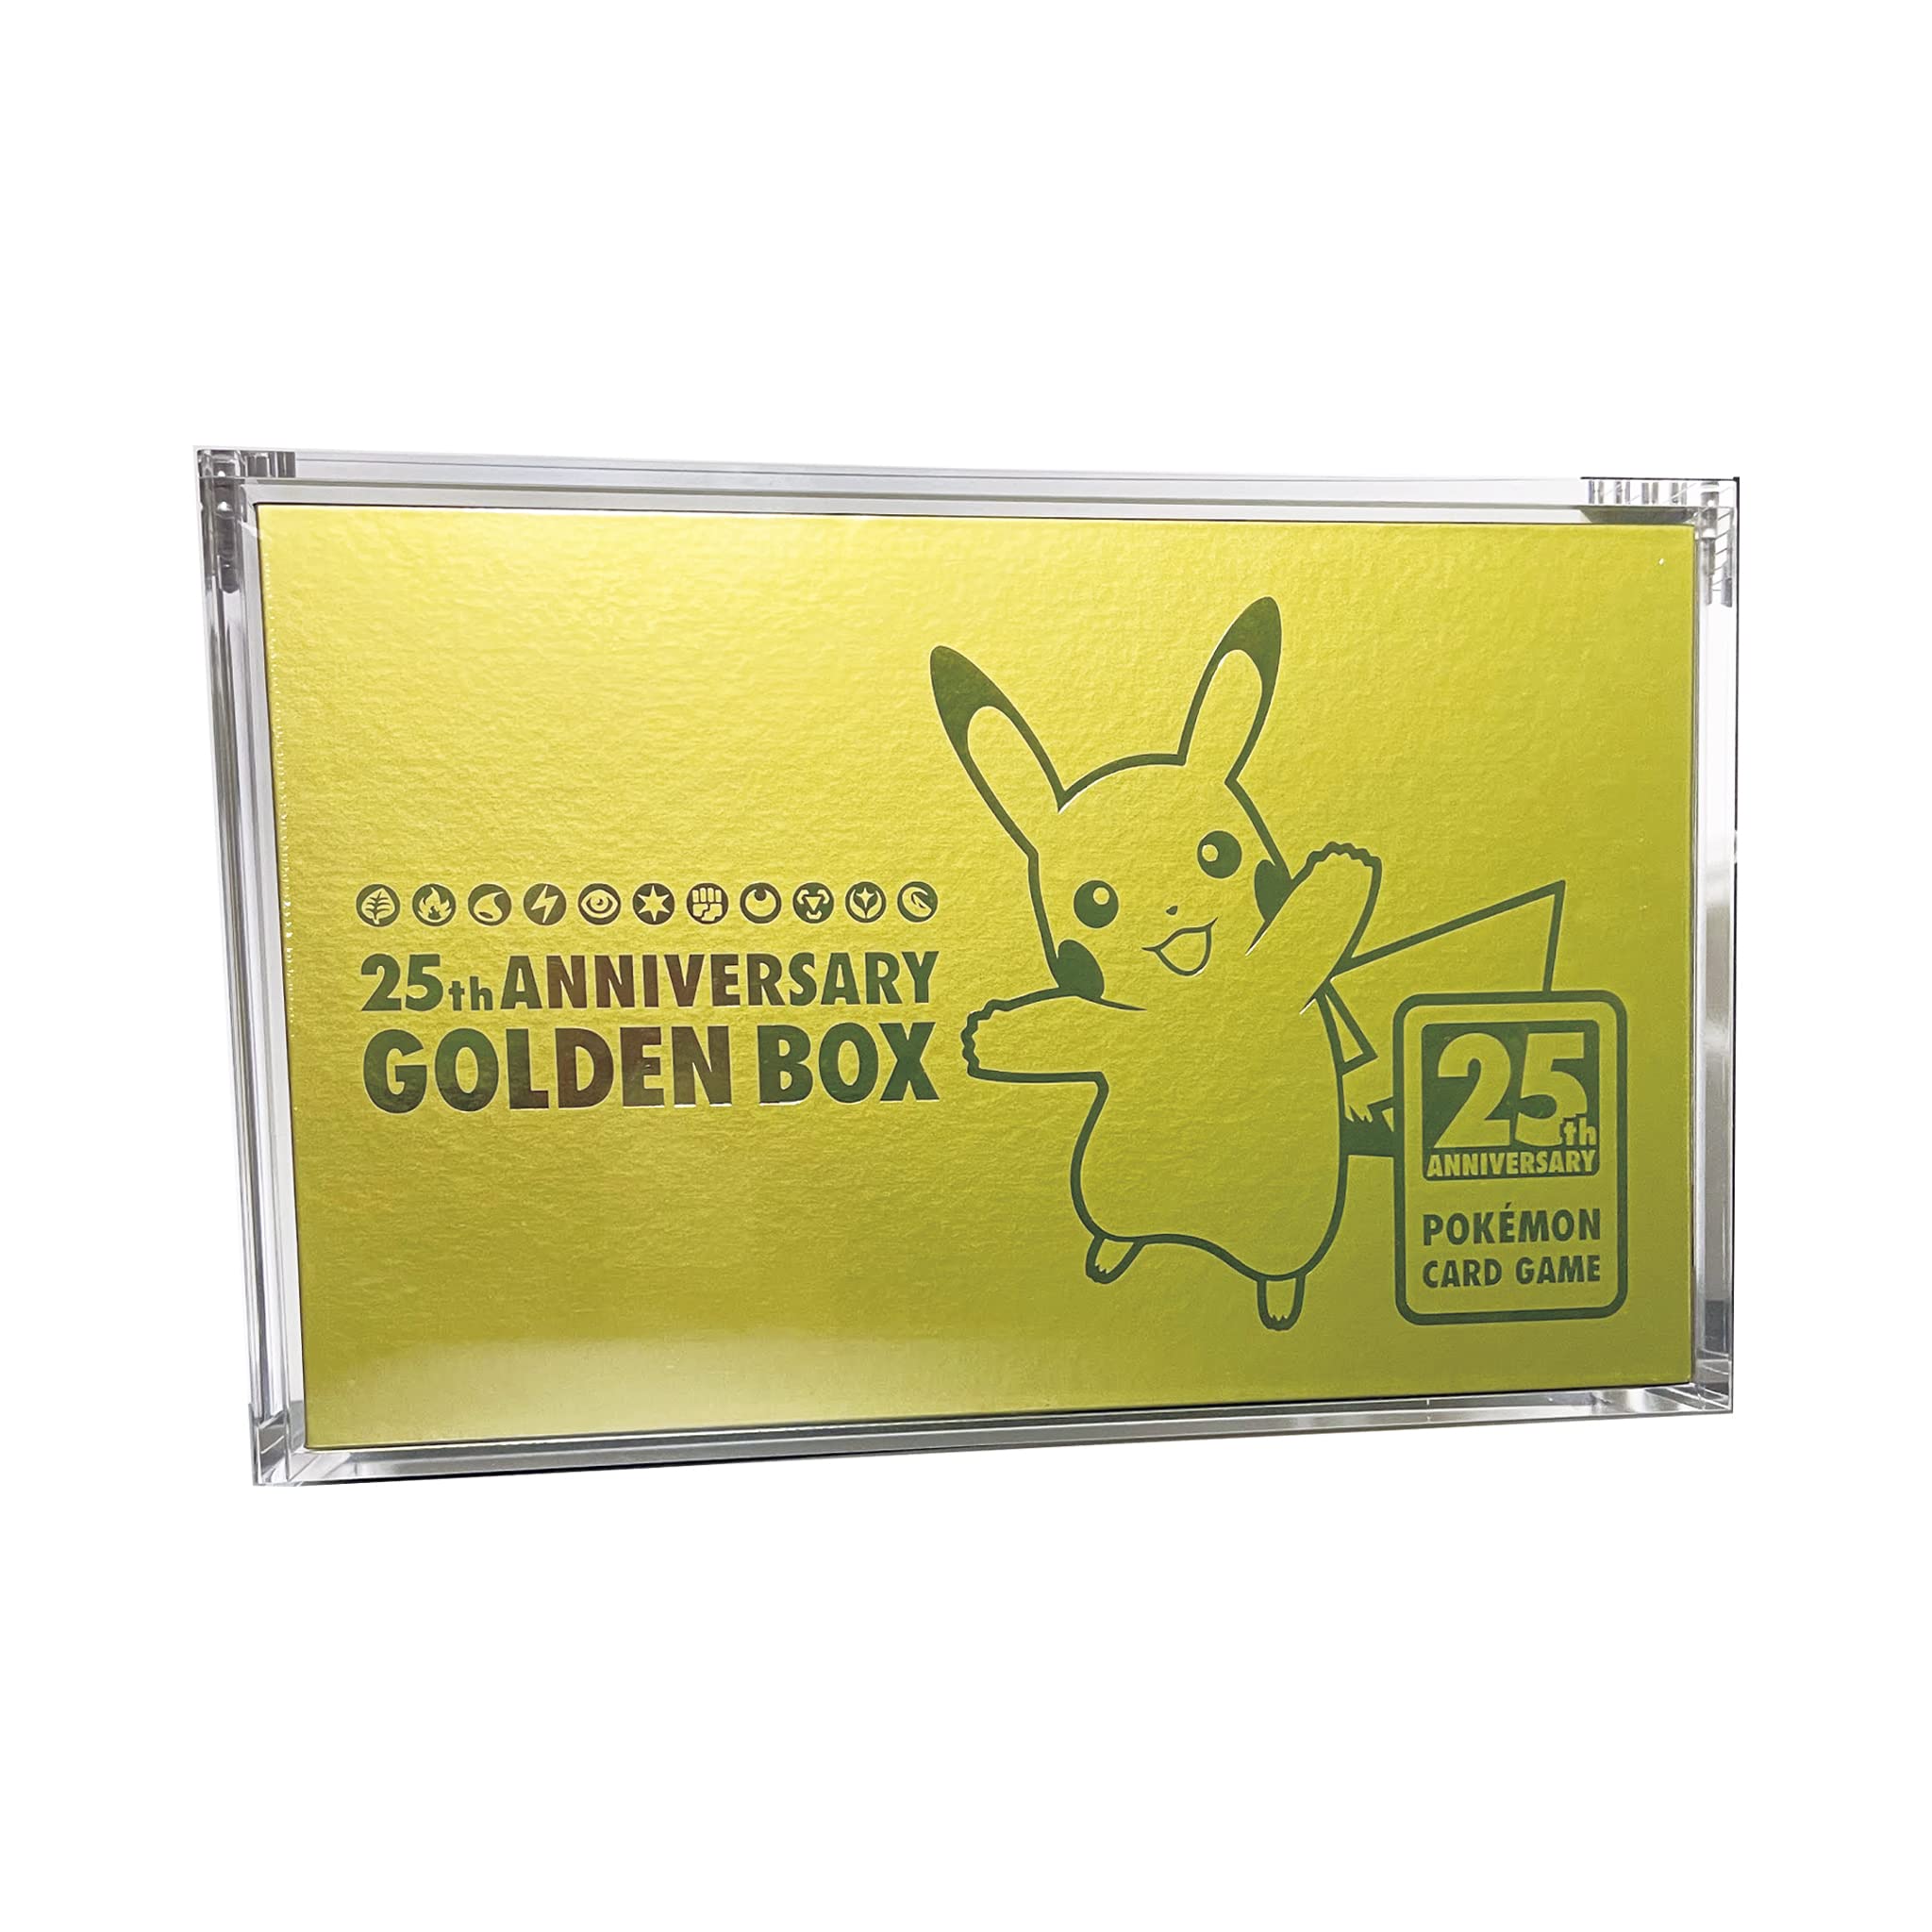 25th ANNIVERSARY
GOLDEN BOX
25th
ANNIVERSARY
POKÉMON
CARD GAME